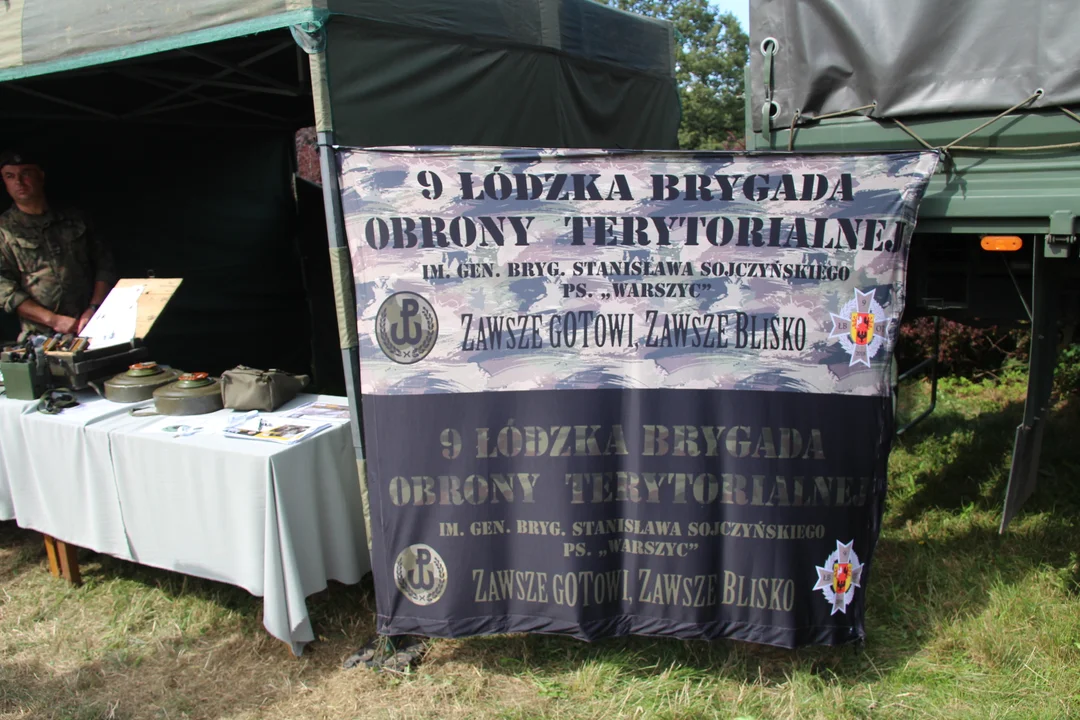 9 ŁÓDZKA BRYGADA
OBRONY TERYTORIALNEJ
IM. GEN. BRYG. STANISŁAWA SOJCZYŃSKIEGO
PS. „WARSZYC”
ZAWSZE GOTOWI, ZAWSZE BLISKO
9 ŁÓDZKA BRYGADA
OBRONY TERYTORIALNEJ
IM. GEN. BRYG. STANISŁAWA SOJCZYŃSKIEGO
PS. „WARSZYC”
ZAWSZE GOTOWI, ZAWSZE BLISKO